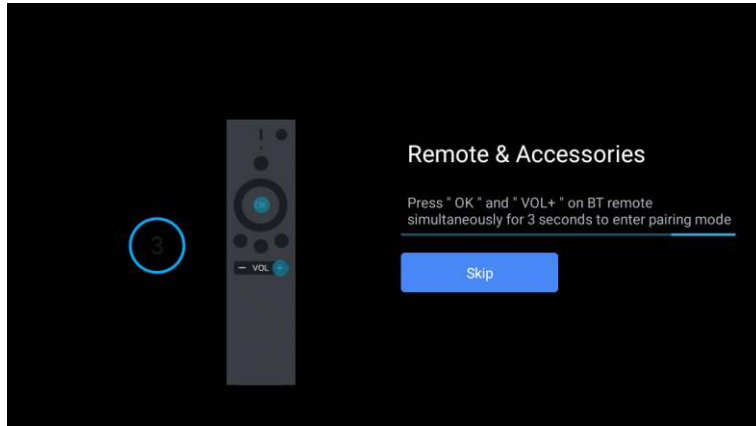 Remote & Accessories
OK
Press " OK " and " VOL+ " on BT remote
simultaneously for 3 seconds to enter pairing mode
3
- VOL +
Skip